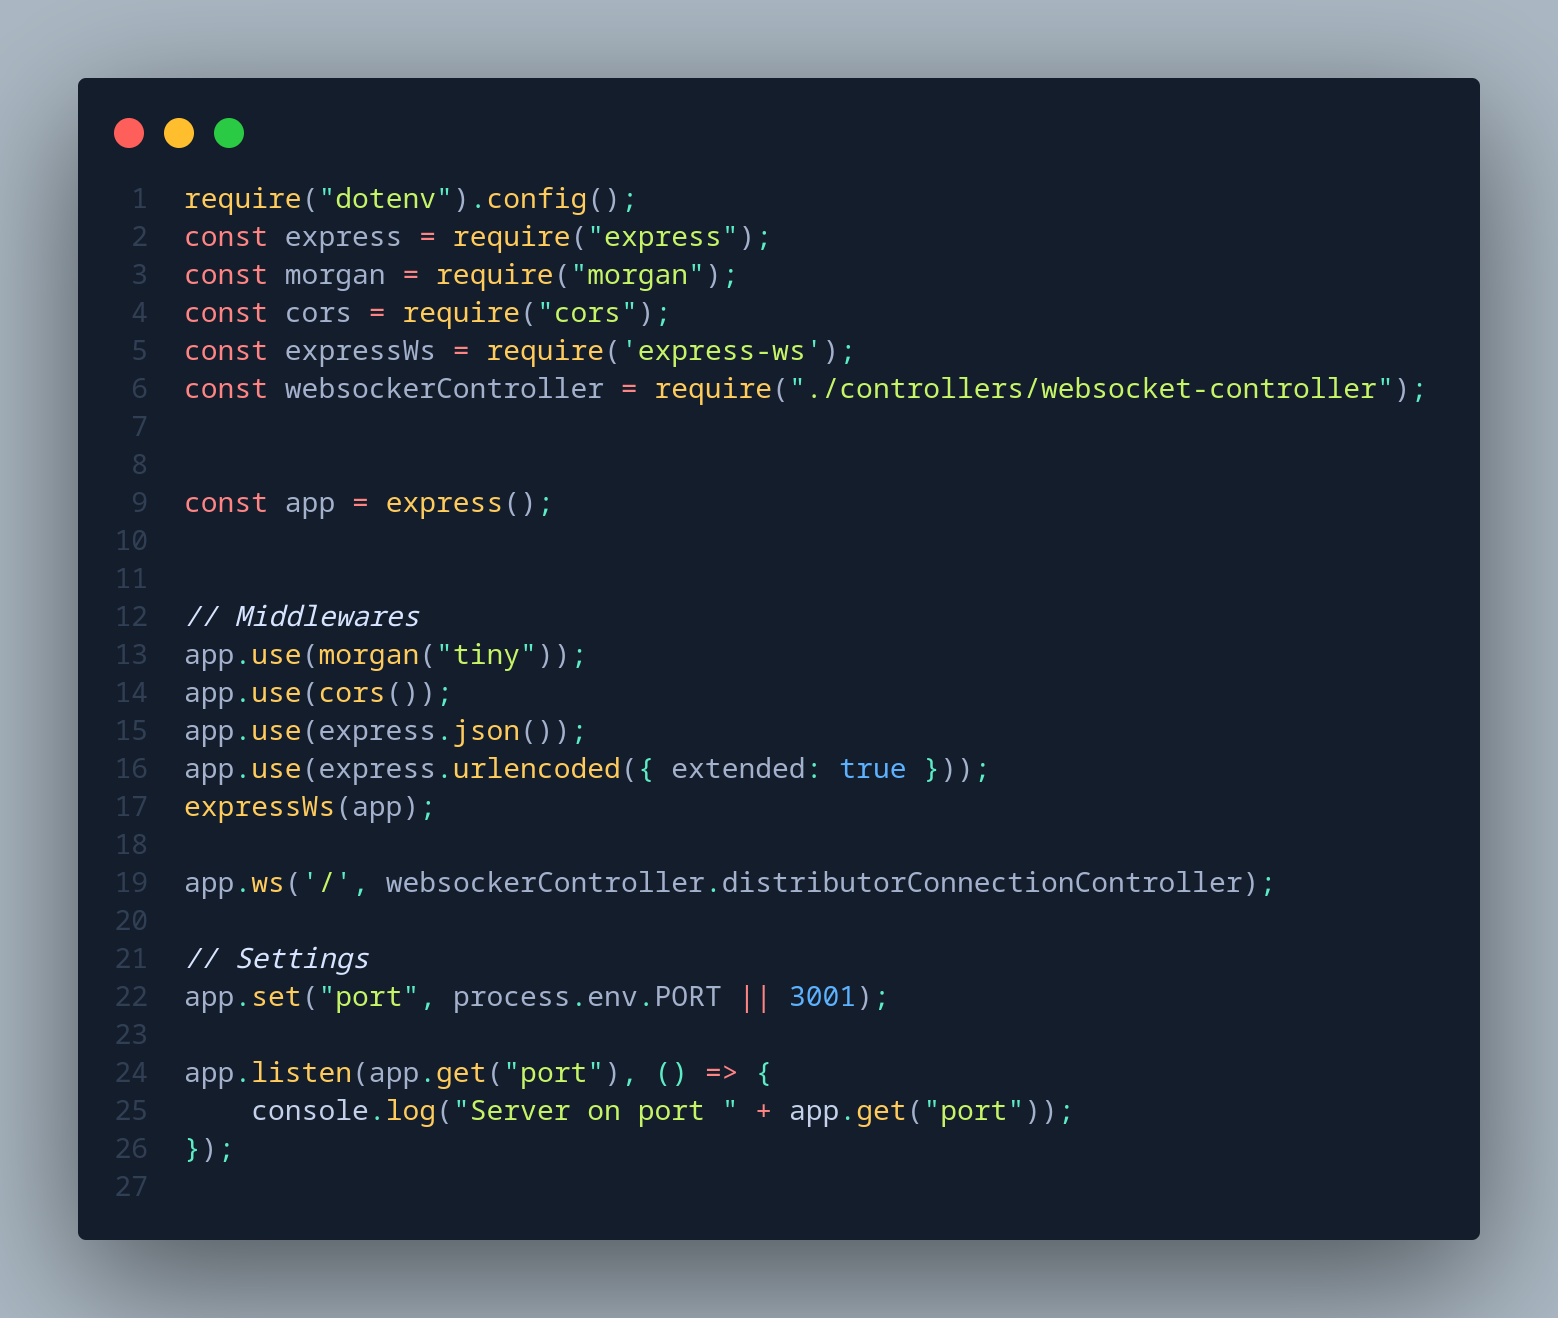 1 require("dotenv").config();
2 const express = require("express");
3 const morgan = require("morgan");
4 const cors = require("cors");
5 const expressWs = require('express-ws');
6 const websockerController = require("./controllers/websocket-controller");
7
8
9 const app = express();
10
11
12 // Middlewares
13 app.use(morgan("tiny"));
14 app.use(cors());
15 app.use(express.json());
16 app.use(express.urlencoded({ extended: true }));
17 expressWs(app);
18
19 app.ws('/', websockerController.distributorConnectionController);
20
21 // Settings
22 app.set("port", process.env.PORT || 3001);
23
24 app.listen(app.get("port"), () => {
25     console.log("Server on port " + app.get("port"));
26 });
27